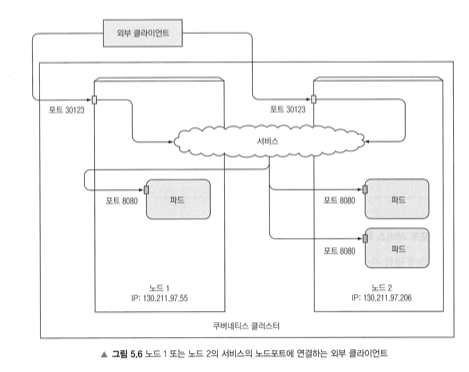 외부 클라이언트
포트 30123
포트 30123
서비스
포트 8080
파드
포트 8080
파드
포트 8080
파드
노드 1
IP: 130.211.97.55
노드 2
IP: 130.211.97.206
쿠버네티스 클러스터
▲ 그림 5.6 노드 1 또는 노드 2의 서비스의 노드포트에 연결하는 외부 클라이언트